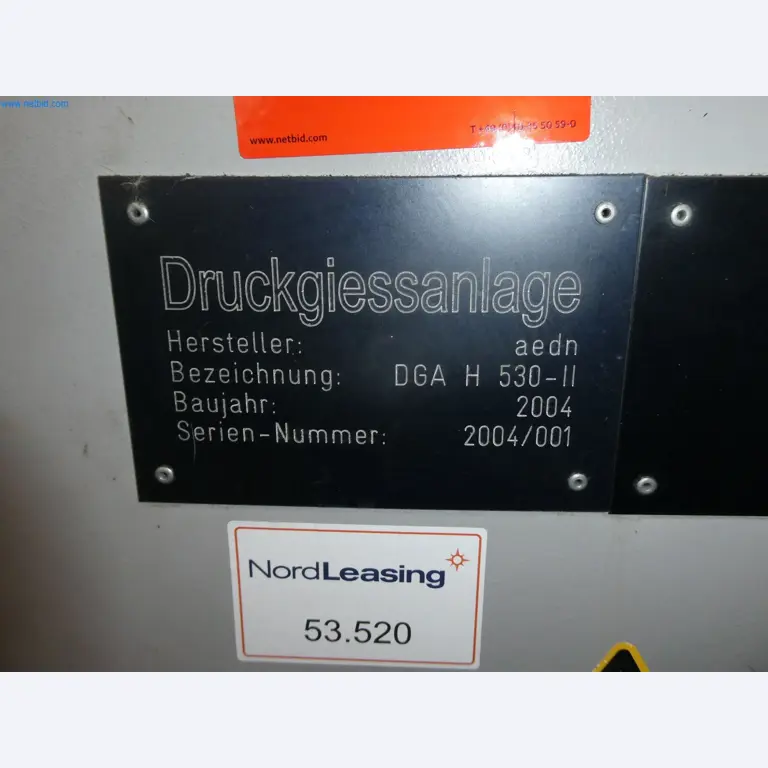 www.netbid.com
www.netbid.com
Druckgiessanlage
Hersteller: aedn
Bezeichnung: DGA H 530-II
Baujahr: 2004
Serien-Nummer: 2004/001
NordLeasing
53.520